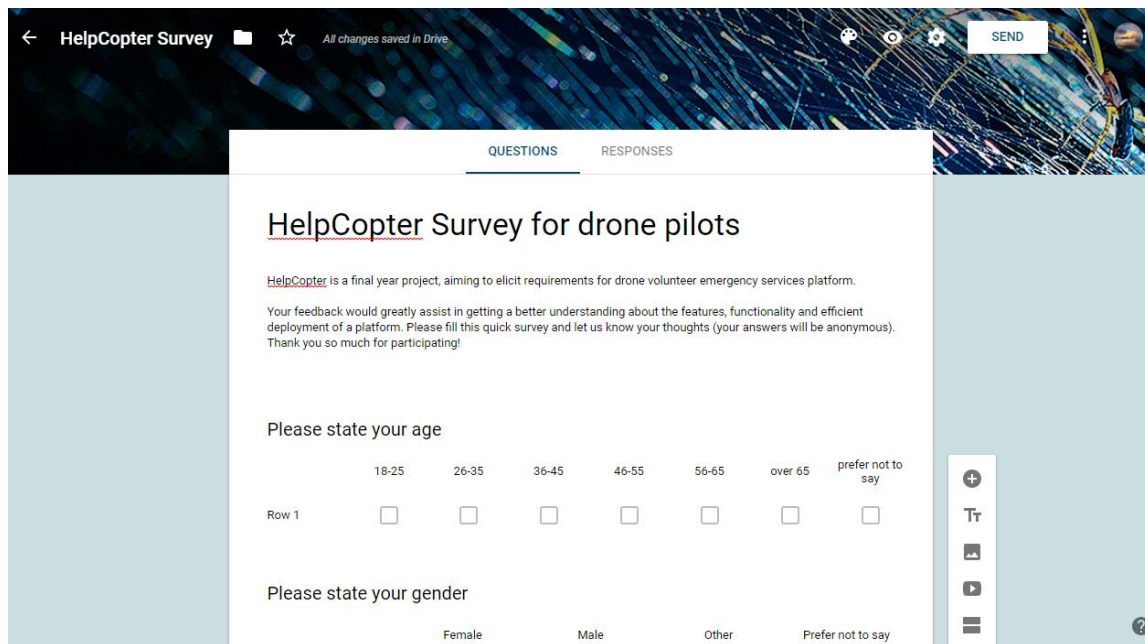 HelpCopter Survey
All changes saved in Drive
SEND
QUESTIONS RESPONSES
HelpCopter Survey for drone pilots
HelpCopter is a final year project, aiming to elicit requirements for drone volunteer emergency services platform.
Your feedback would greatly assist in getting a better understanding about the features, functionality and efficient
deployment of a platform. Please fill this quick survey and let us know your thoughts (your answers will be anonymous).
Thank you so much for participating!
Please state your age
18-25 26-35 36-45 46-55 56-65 over 65 prefer not to
say
Row 1
Tт
Please state your gender
Female Male Other Prefer not to say